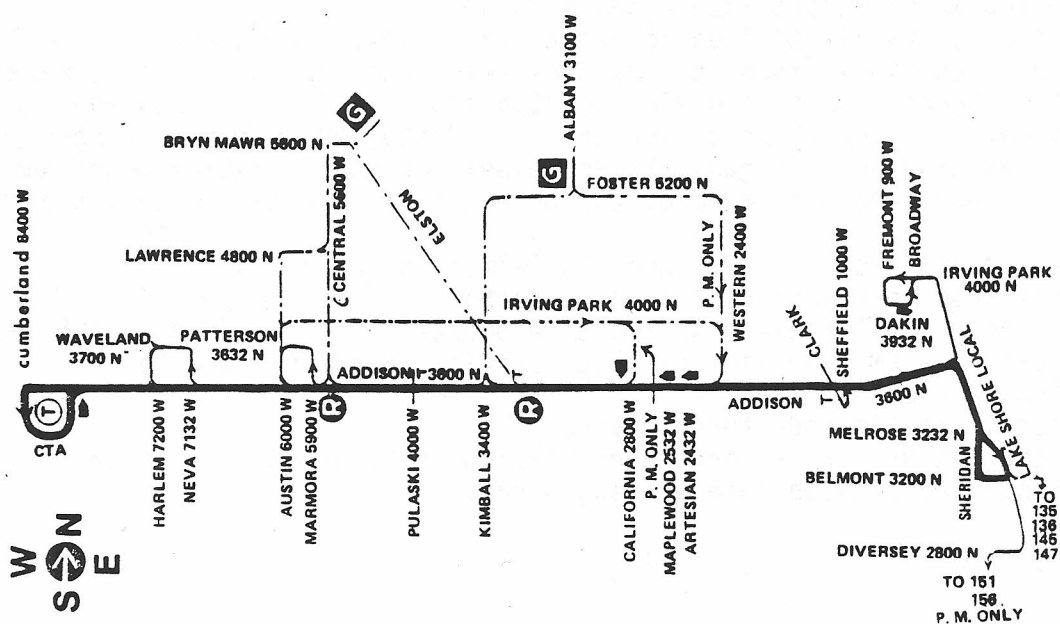 cumberland 8400 W
BRYN MAWR 5600 N
G
ALBANY 3100 W
G
FOSTER 5200 N
CENTRAL 5600 W
ELSTON
LAWRENCE 4800 N
P. M. ONLY
WESTERN 2400 W
IRVING PARK 4000 N
FREMONT 900 W
BROADWAY
IRVING PARK
4000 N
WAVELAND
3700 N
PATTERSON
3632 N
DAKIN
3932 N
CLARK
SHEFFIELD 1000 W
T
CTA
ADDISON
T
3600 N
T
ADDISON
T
3600 N
R
R
HARLEM 7200 W
NEVA 7132 W
AUSTIN 6000 W
MARMORA 5900 W
PULASKI 4000 W
KIMBALL 3400 W
CALIFORNIA 2800 W
P. M. ONLY
MAPLEWOOD 2532 W
ARTESIAN 2432 W
MELROSE 3232 N
BELMONT 3200 N
SHERIDAN
LAKE SHORE LOCAL
DIVERSEY 2800 N
TO
135
136
145
147
TO 151
156
P. M. ONLY
W
S
N
E